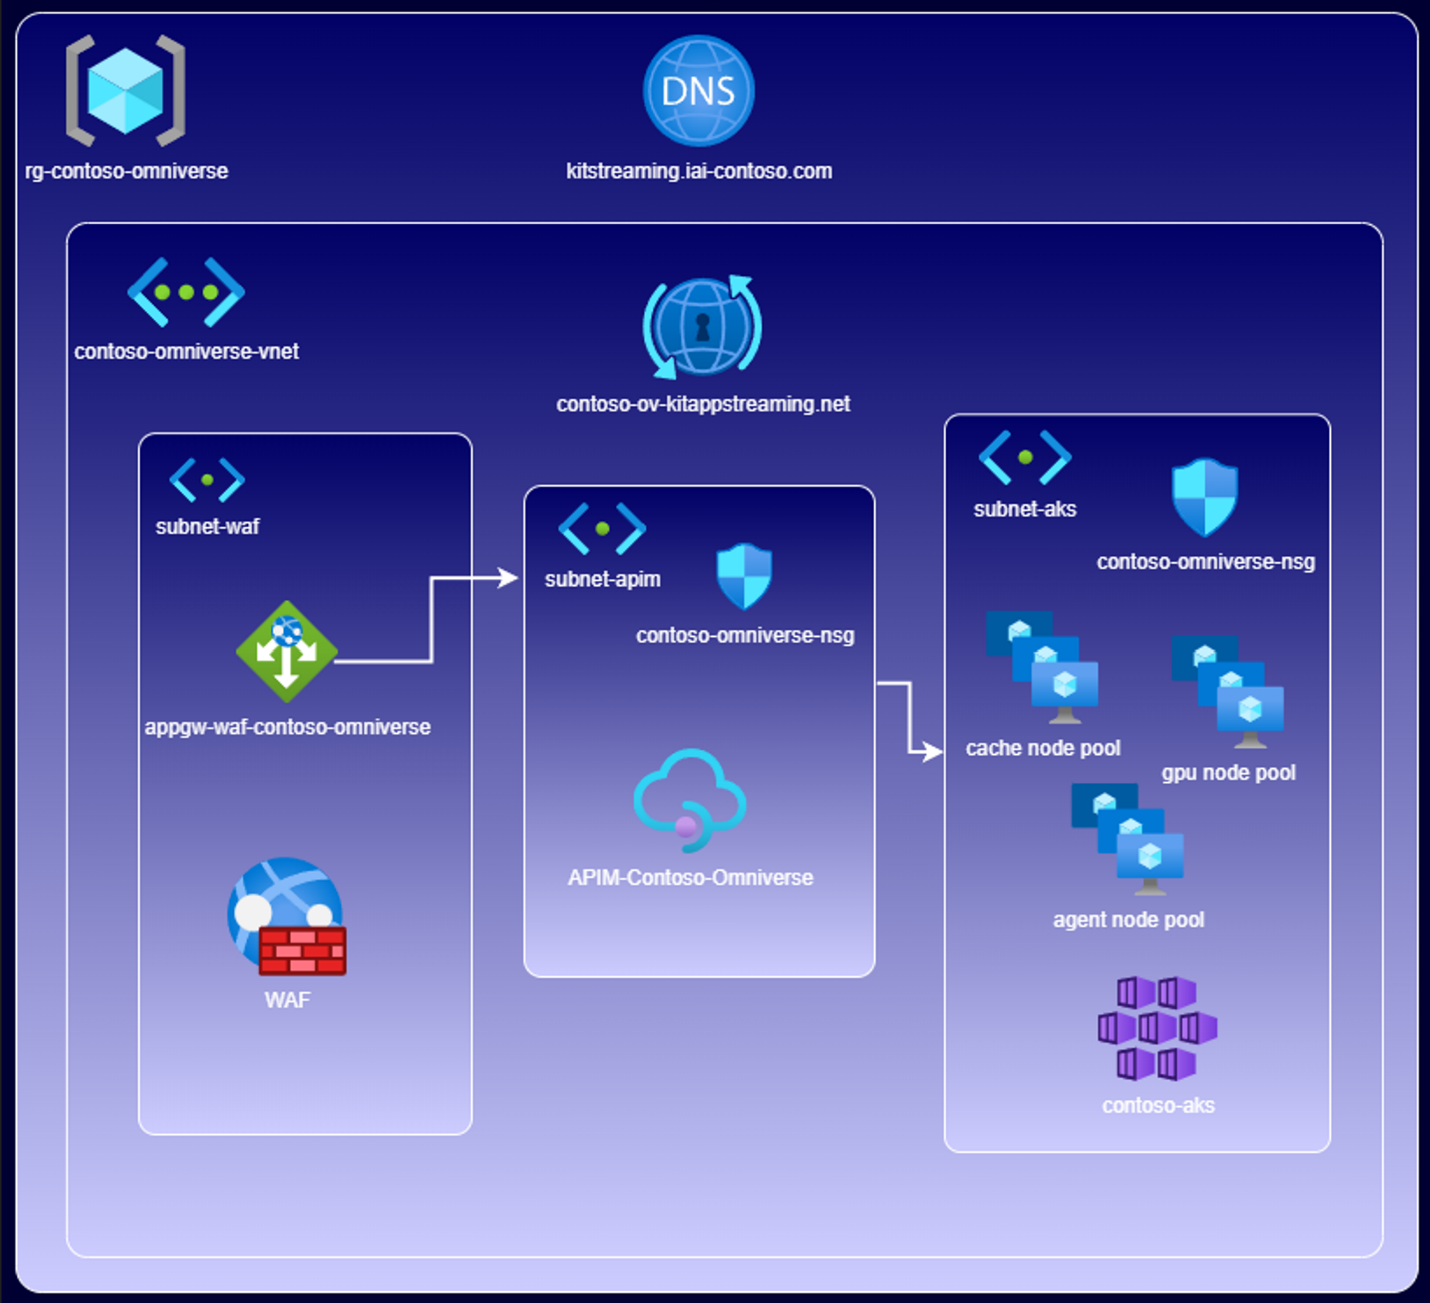 rg-contoso-omniverse
DNS
kitstreaming.iai-contoso.com
contoso-omniverse-vnet
contoso-ov-kitappstreaming.net
subnet-waf
appgw-waf-contoso-omniverse
WAF
subnet-apim
contoso-omniverse-nsg
APIM-Contoso-Omniverse
subnet-aks
contoso-omniverse-nsg
cache node pool
gpu node pool
agent node pool
contoso-aks